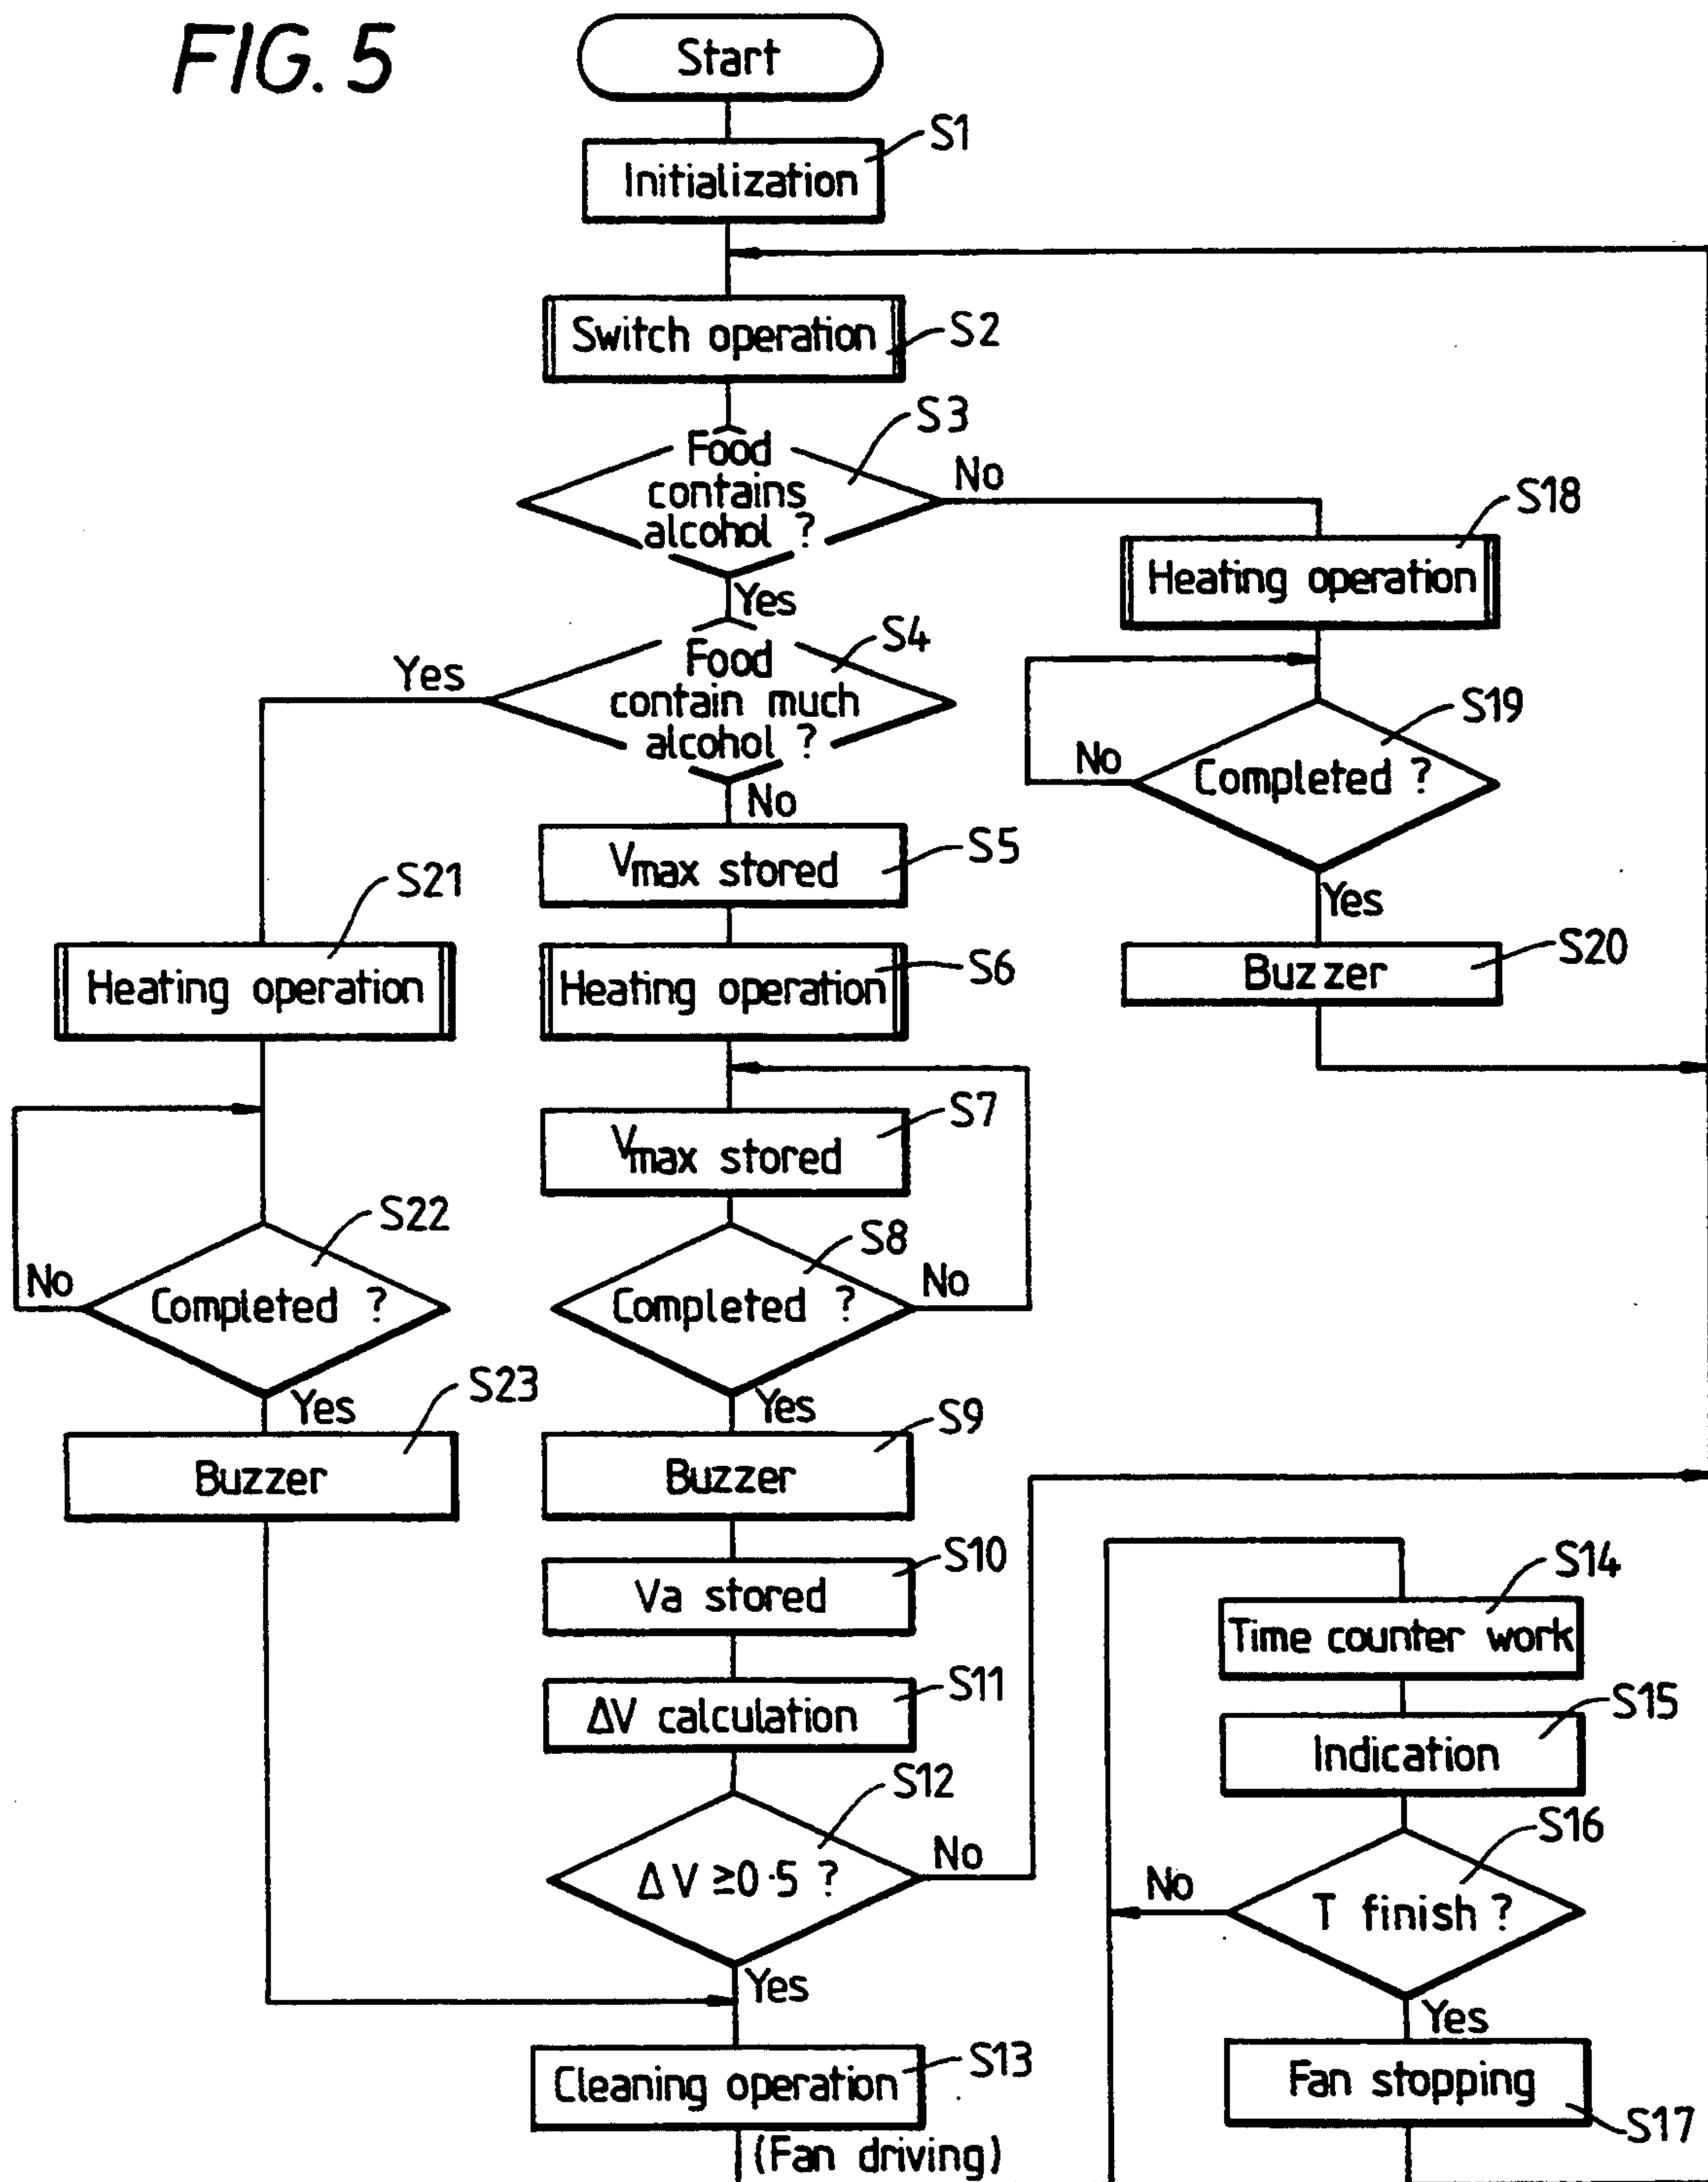 FIG. 5
Start
S1
Initialization
Switch operation
S2
S3
Food
contains
alcohol ?
No
Yes
S18
Heating operation
S4
Food
contain much
alcohol ?
Yes
No
S19
Completed ?
No
Yes
S5
Vmax stored
S20
Buzzer
S21
Heating operation
S6
Heating operation
S7
Vmax stored
S22
Completed ?
No
Yes
S8
Completed ?
No
Yes
S23
Buzzer
S9
Buzzer
S10
Va stored
S11
ΔV calculation
S12
ΔV ≧0·5 ?
No
Yes
S13
Cleaning operation
(Fan driving)
S14
Time counter work
S15
Indication
S16
T finish ?
No
Yes
Fan stopping
S17